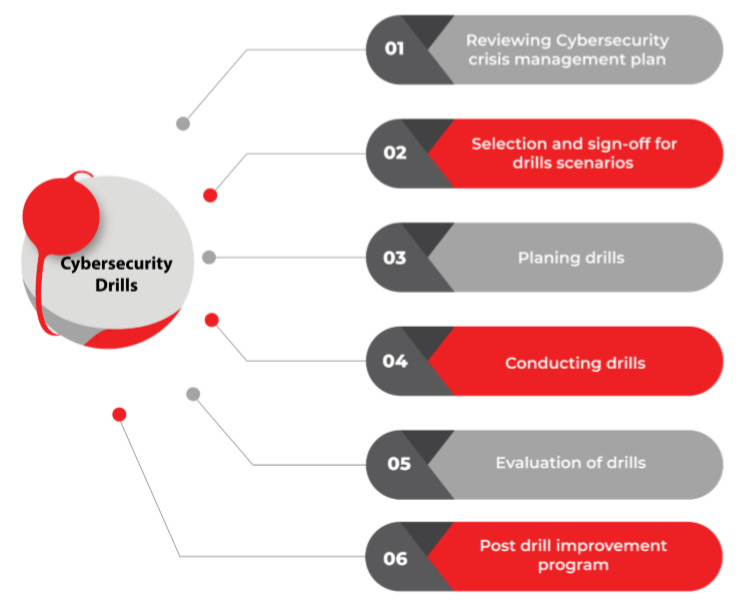 01
Reviewing Cybersecurity
crisis management plan
02
Selection and sign-off for
drills scenarios
03
Planing drills
Cybersecurity
Drills
04
Conducting drills
05
Evaluation of drills
06
Post drill improvement
program